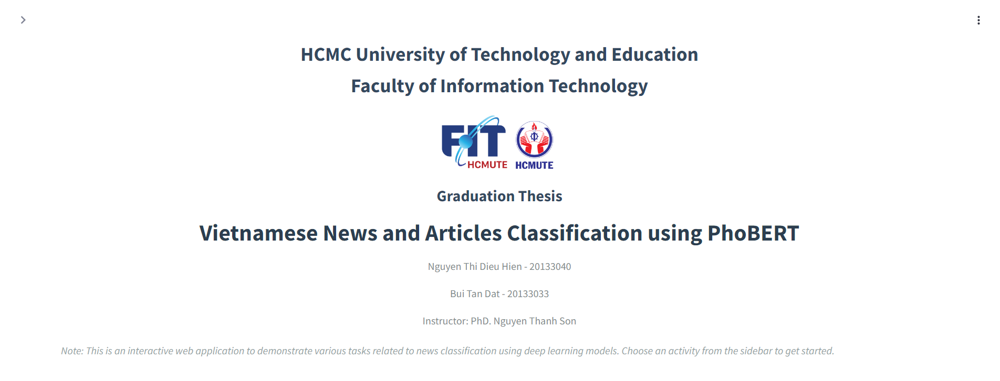 HCMC University of Technology and Education
Faculty of Information Technology
FIT
HCMUTE
HCMUTE
Graduation Thesis
Vietnamese News and Articles Classification using PhoBERT
Nguyen Thi Dieu Hien - 20133040
Bui Tan Dat - 20133033
Instructor: PhD. Nguyen Thanh Son
Note: This is an interactive web application to demonstrate various tasks related to news classification using deep learning models. Choose an activity from the sidebar to get started.